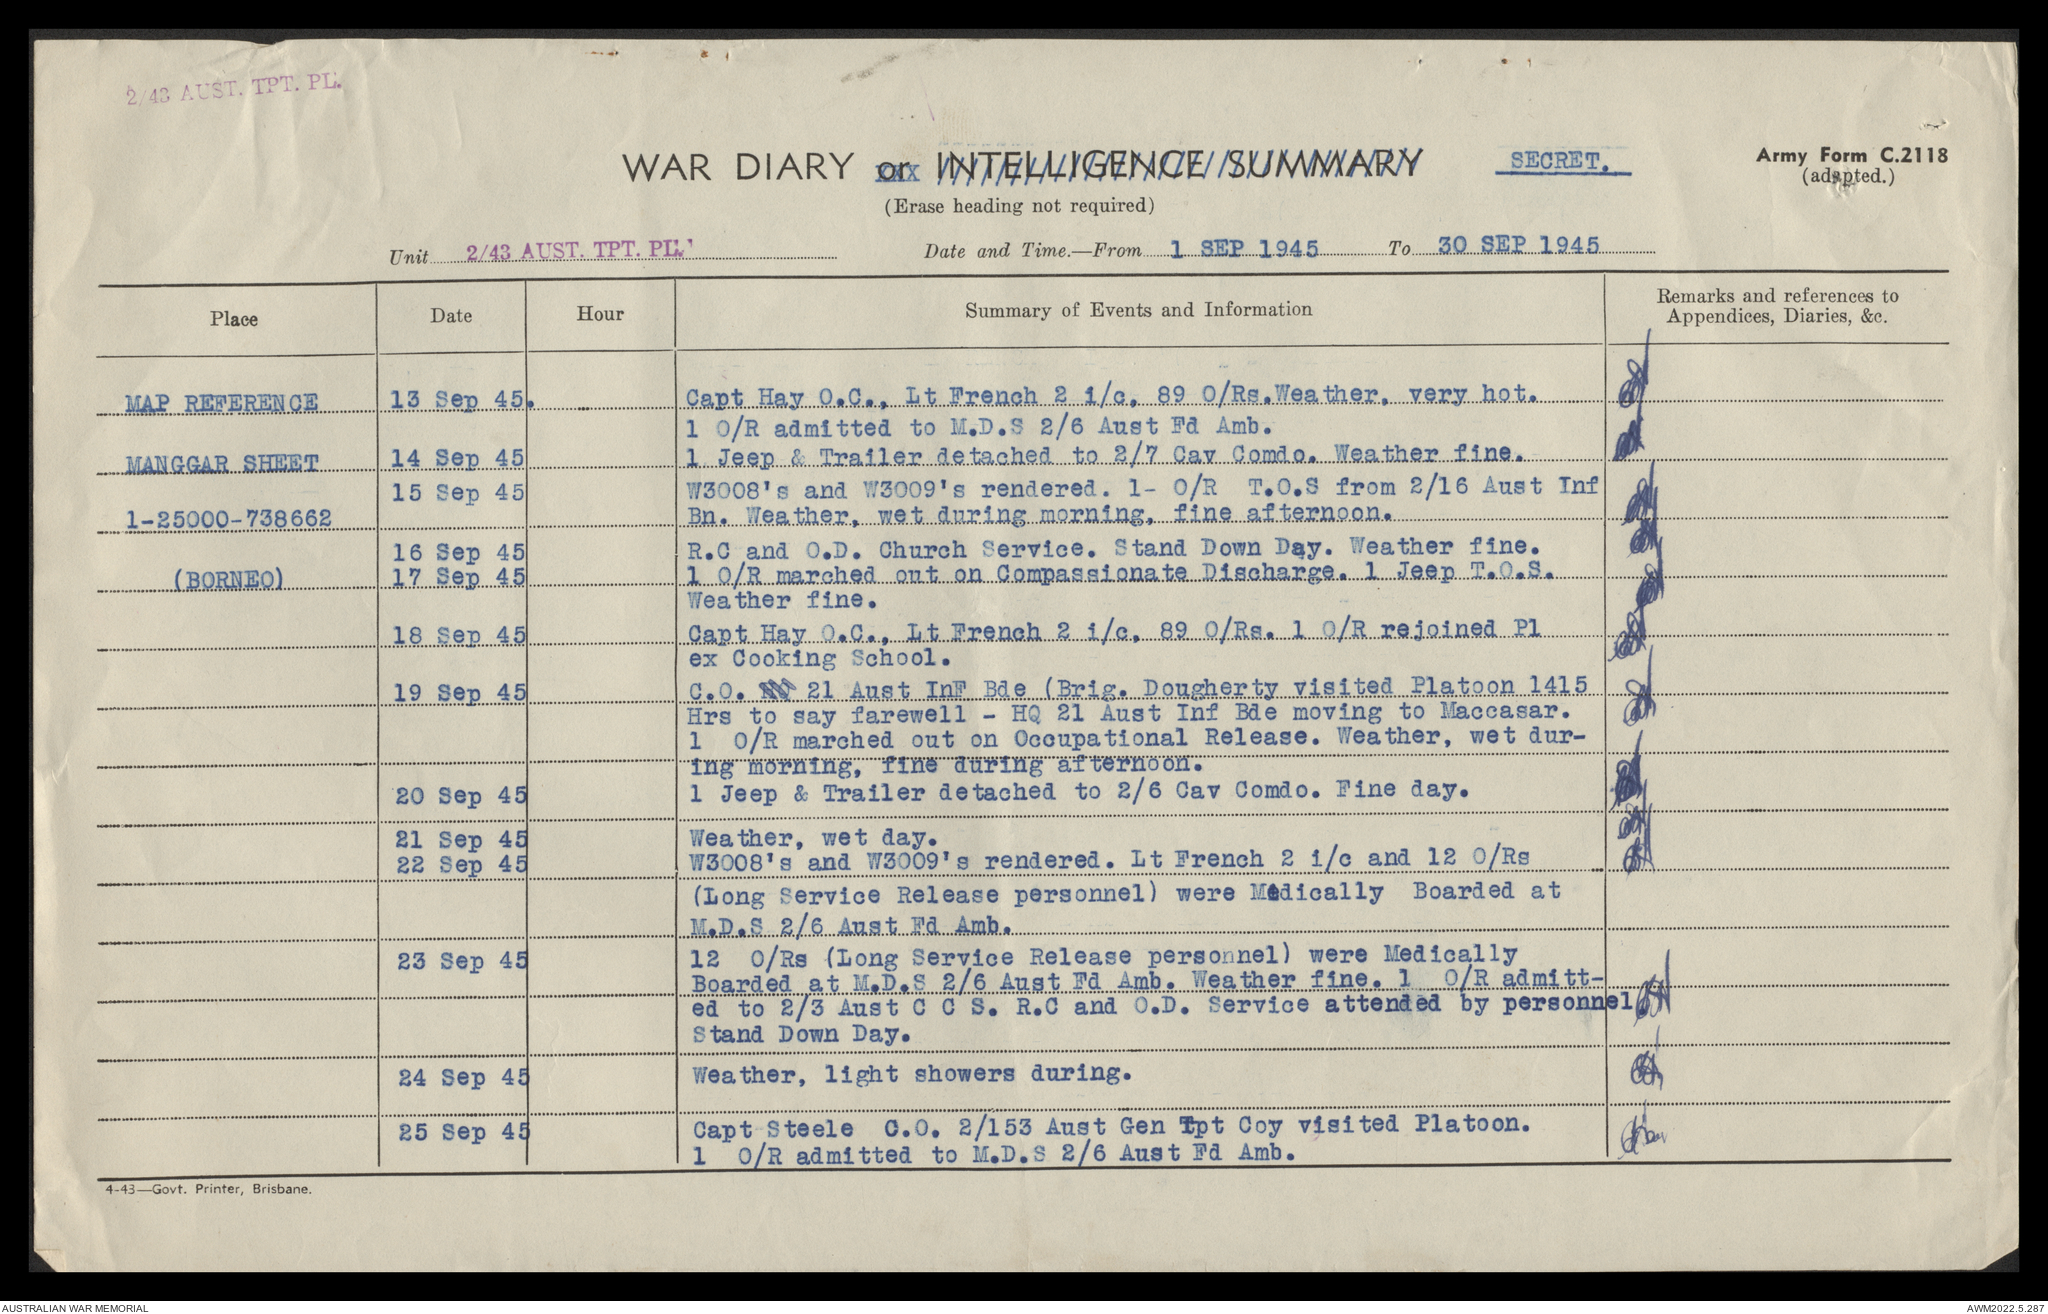 2/43 AUST. TPT. PL.
WAR DIARY or INTELLIGENCE SUMMARY
SECRET.
Army Form C.2118
(adapted.)
(Erase heading not required)
Unit 2/43 AUST. TPT. PL.
Date and Time.—From 1 SEP 1945 To 30 SEP 1945
Place Date Hour Summary of Events and Information Remarks and references to
Appendices, Diaries, &c.
MAP REFERENCE 13 Sep 45. Capt Hay O.C., Lt French 2 i/c, 89 O/Rs.Weather, very hot.
1 O/R admitted to M.D.S 2/6 Aust Fd Amb.
MANGGAR SHEET 14 Sep 45 1 Jeep & Trailer detached to 2/7 Cav Comdo. Weather fine.
15 Sep 45 W3008's and W3009's rendered. 1- O/R T.O.S from 2/16 Aust Inf
1-25000-738662 Bn. Weather, wet during morning, fine afternoon.
16 Sep 45 R.C and O.D. Church Service. Stand Down Day. Weather fine.
(BORNEO) 17 Sep 45 1 O/R marched out on Compassionate Discharge. 1 Jeep T.O.S.
Weather fine.
18 Sep 45 Capt Hay O.C., Lt French 2 i/c, 89 O/Rs. 1 O/R rejoined Pl
ex Cooking School.
19 Sep 45 C.O. 21 Aust InF Bde (Brig. Dougherty visited Platoon 1415
Hrs to say farewell - HQ 21 Aust Inf Bde moving to Maccasar.
1 O/R marched out on Occupational Release. Weather, wet dur-
ing morning, fine during afternoon.
20 Sep 45 1 Jeep & Trailer detached to 2/6 Cav Comdo. Fine day.
21 Sep 45 Weather, wet day.
22 Sep 45 W3008's and W3009's rendered. Lt French 2 i/c and 12 O/Rs
(Long Service Release personnel) were Medically Boarded at
M.D.S 2/6 Aust Fd Amb.
23 Sep 45 12 O/Rs (Long Service Release personnel) were Medically
Boarded at M.D.S 2/6 Aust Fd Amb. Weather fine. 1 O/R admitt-
ed to 2/3 Aust C C S. R.C and O.D. Service attended by personnel
Stand Down Day.
24 Sep 45 Weather, light showers during.
25 Sep 45 Capt Steele C.O. 2/153 Aust Gen Tpt Coy visited Platoon.
1 O/R admitted to M.D.S 2/6 Aust Fd Amb.
4-43—Govt. Printer, Brisbane.
AUSTRALIAN WAR MEMORIAL AWM2022.5.287